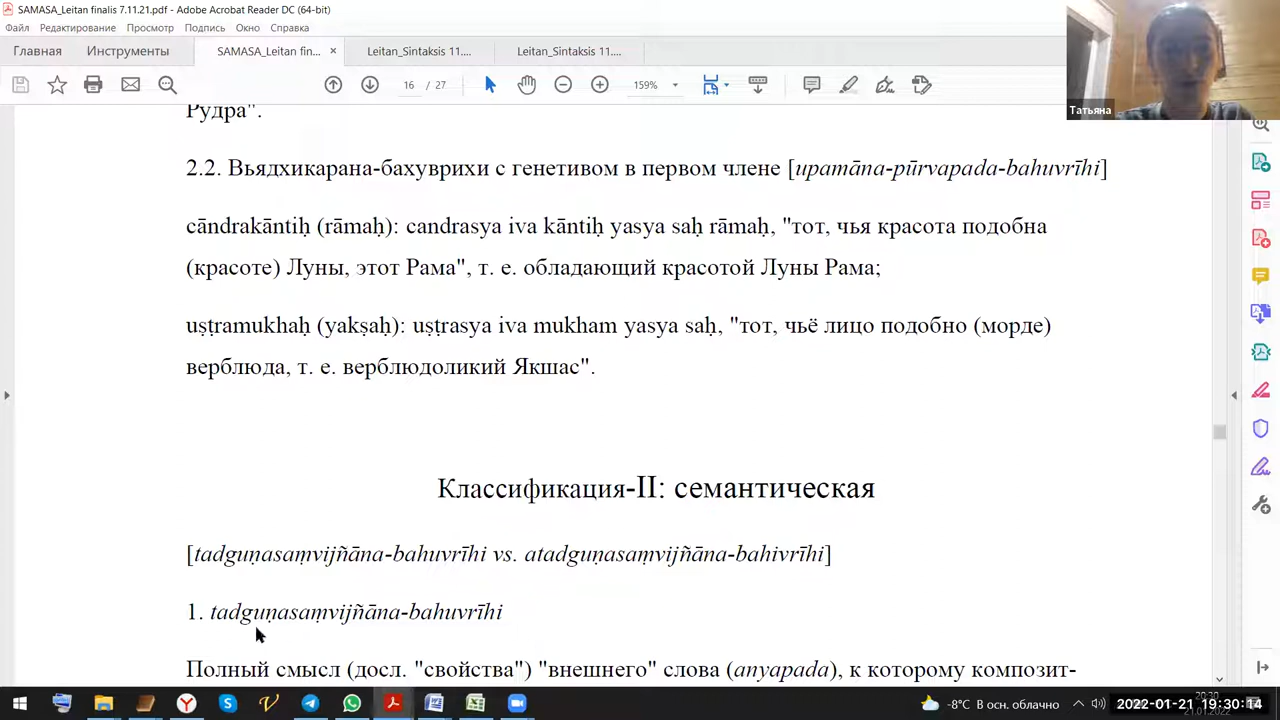 SAMASA_Leitan finalis 7.11.21.pdf - Adobe Acrobat Reader DC (64-bit)
Файл Редактирование Просмотр Подпись Окно Справка
Главная Инструменты SAMASA_Leitan fin... × Leitan_Sintaksis 11.... Leitan_Sintaksis 11....
16 / 27 159%
Татьяна
Рудра".
2.2. Вьядхикарана-бахуврихи с генетивом в первом члене [upamāna-pūrvapada-bahuvrīhi]
cāndrakāntiḥ (rāmaḥ): candrasya iva kāntiḥ yasya saḥ rāmaḥ, "тот, чья красота подобна
(красоте) Луны, этот Рама", т. е. обладающий красотой Луны Рама;
uṣṭramukhaḥ (yakṣaḥ): uṣṭrasya iva mukham yasya saḥ, "тот, чьё лицо подобно (морде)
верблюда, т. е. верблюдоликий Якшас".
Классификация-II: семантическая
[tadguṇasaṃvijñāna-bahuvrīhi vs. atadguṇasaṃvijñāna-bahivrīhi]
1. tadguṇasaṃvijñāna-bahuvrīhi
Полный смысл (досл. "свойства") "внешнего" слова (anyapada), к которому композит-
-8°C В осн. облачно
20:30
2022-01-21 19:30:14
21.01.2022